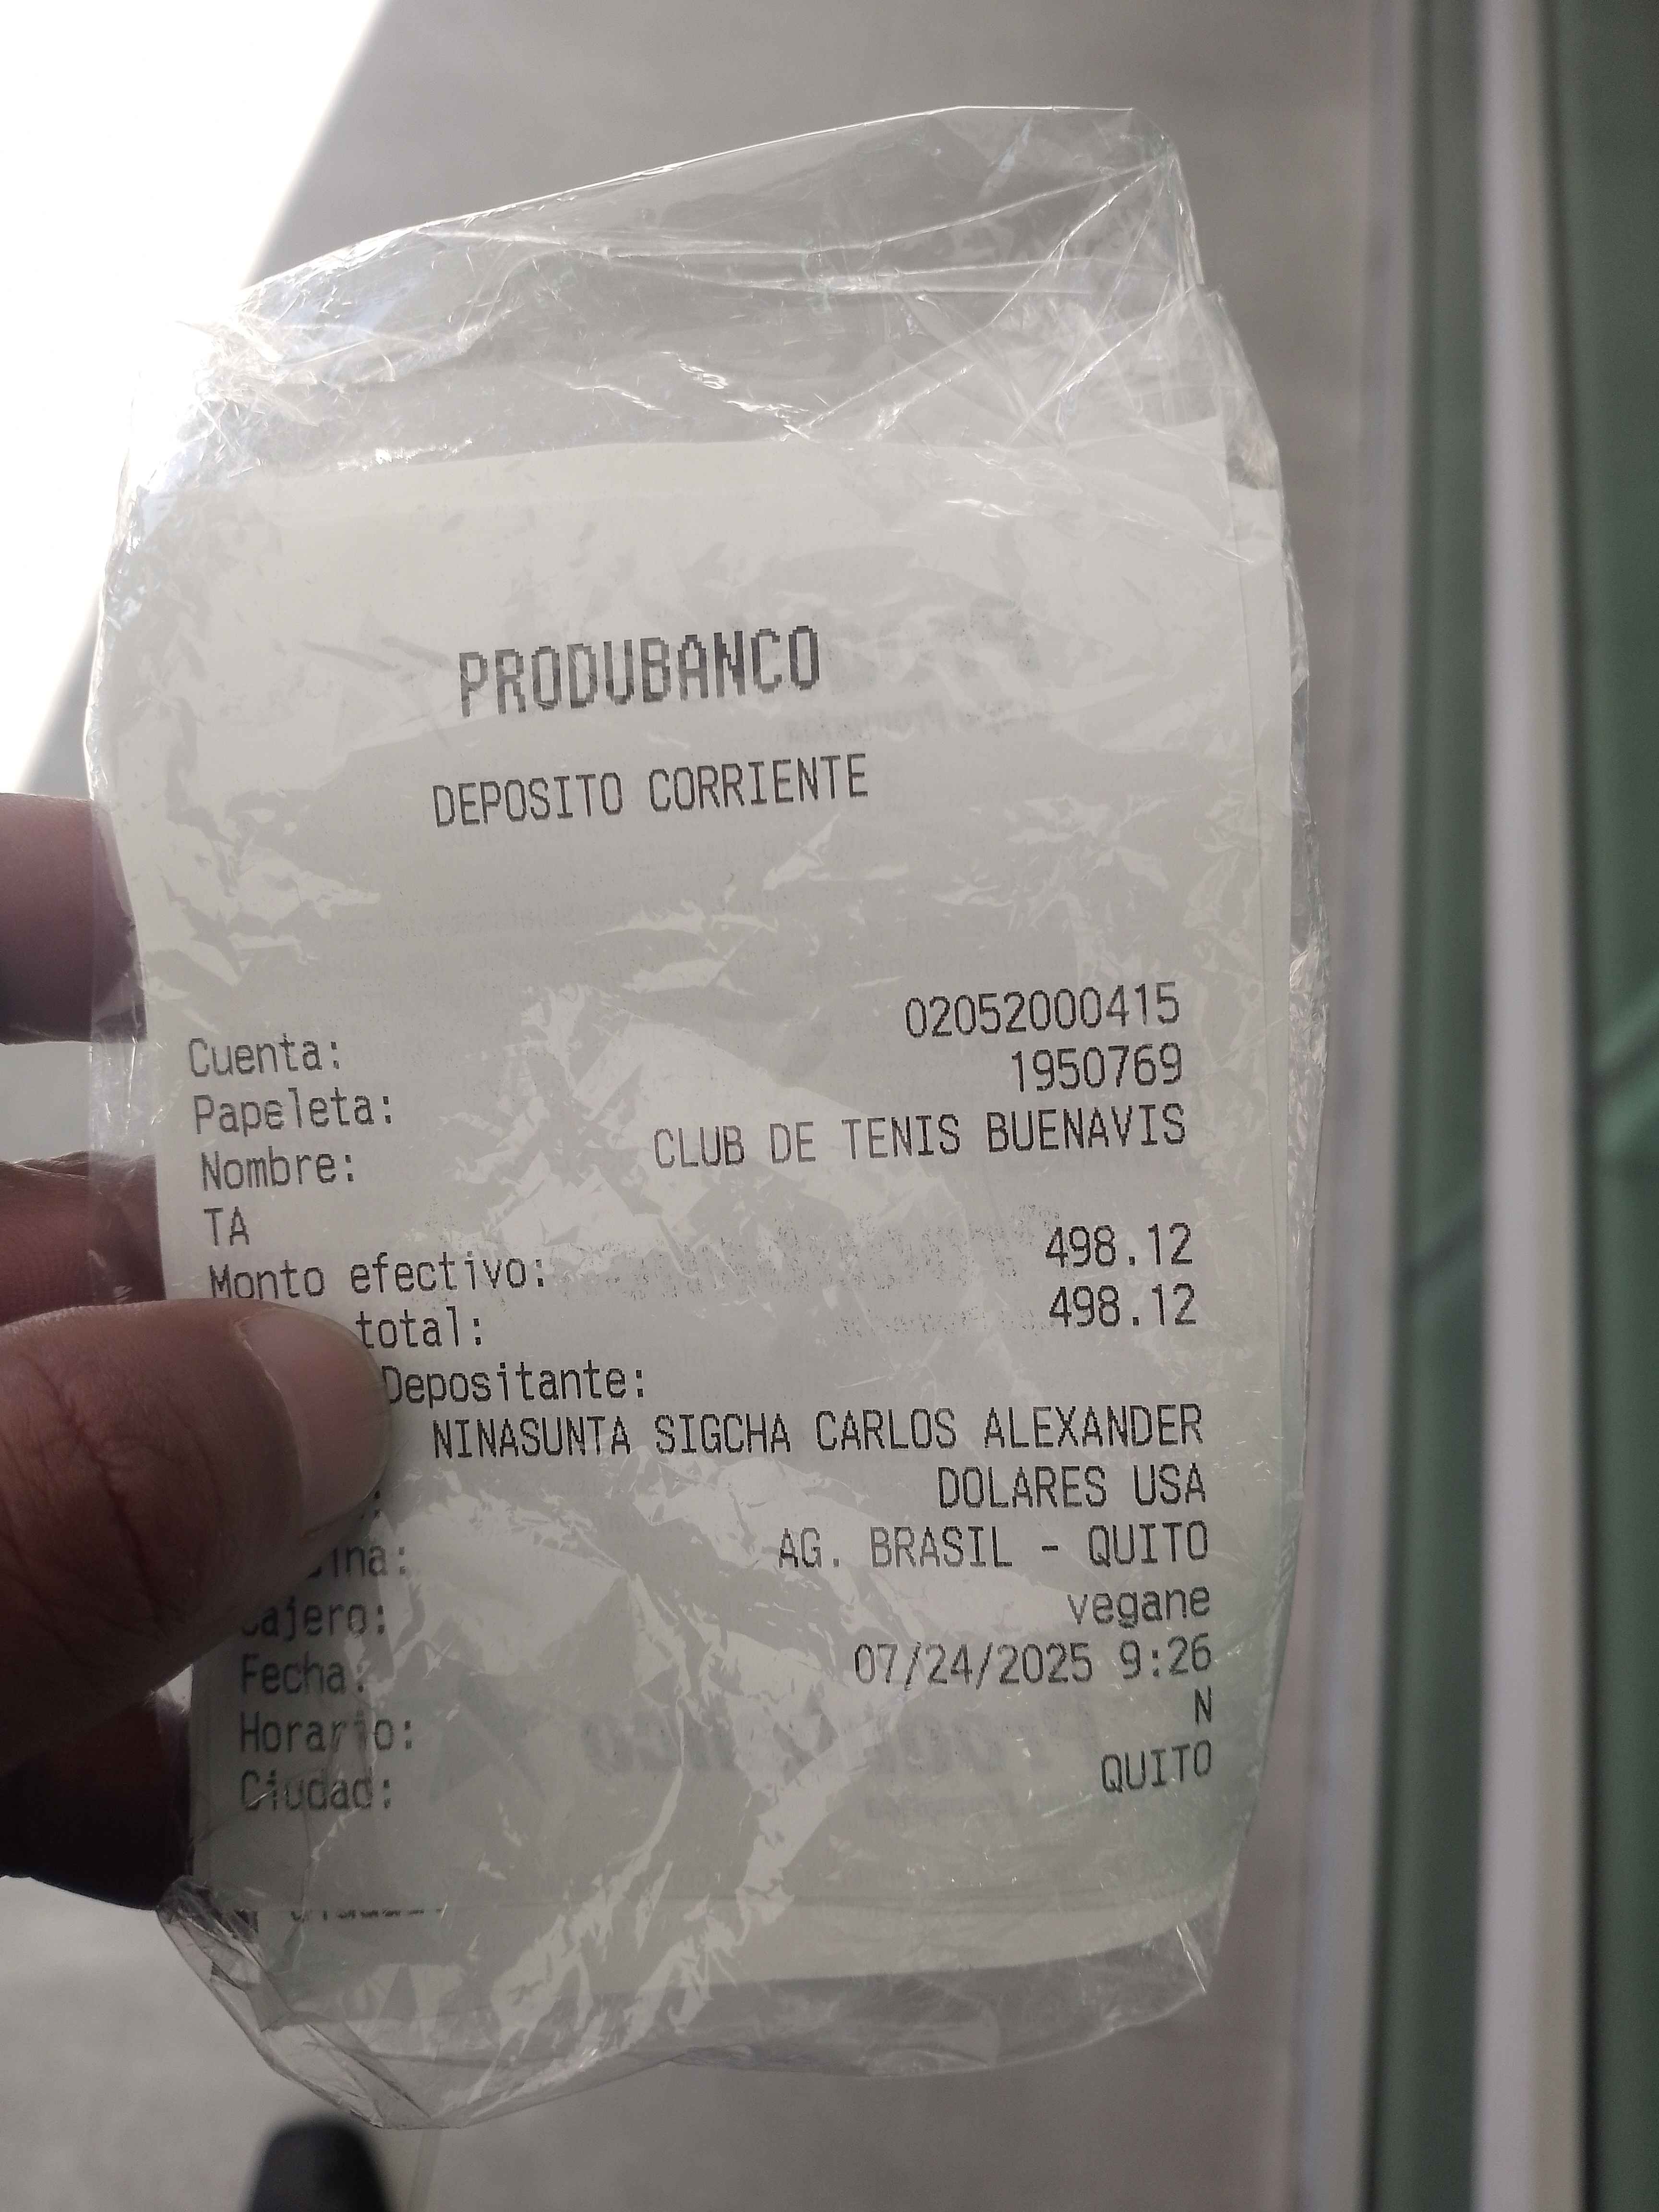 PRODUBANCO
DEPOSITO CORRIENTE
Cuenta: 02052000415
Papeleta: 1950769
Nombre: CLUB DE TENIS BUENAVIS
TA
Monto efectivo: 498.12
total: 498.12
Depositante:
NINASUNTA SIGCHA CARLOS ALEXANDER
DOLARES USA
AG. BRASIL - QUITO
vegane
Fecha: 07/24/2025 9:26
Horario: N
Ciudad: QUITO